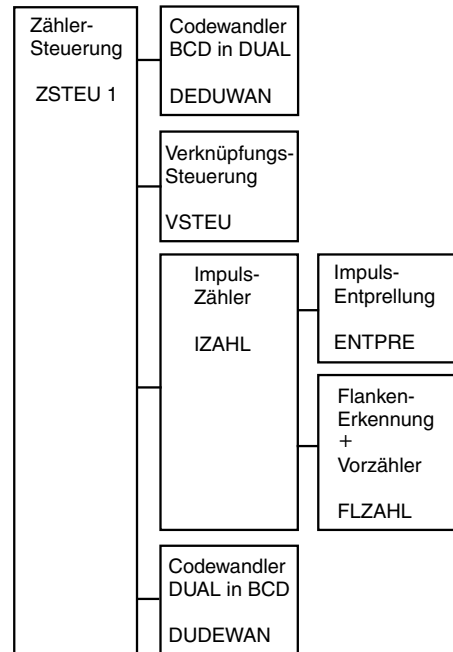 Zähler-
Steuerung
ZSTEU 1
Codewandler
BCD in DUAL
DEDUWAN
Verknüpfungs-
Steuerung
VSTEU
Impuls-
Zähler
IZAHL
Impuls-
Entprellung
ENTPRE
Flanken-
Erkennung
+
Vorzähler
FLZAHL
Codewandler
DUAL in BCD
DUDEWAN